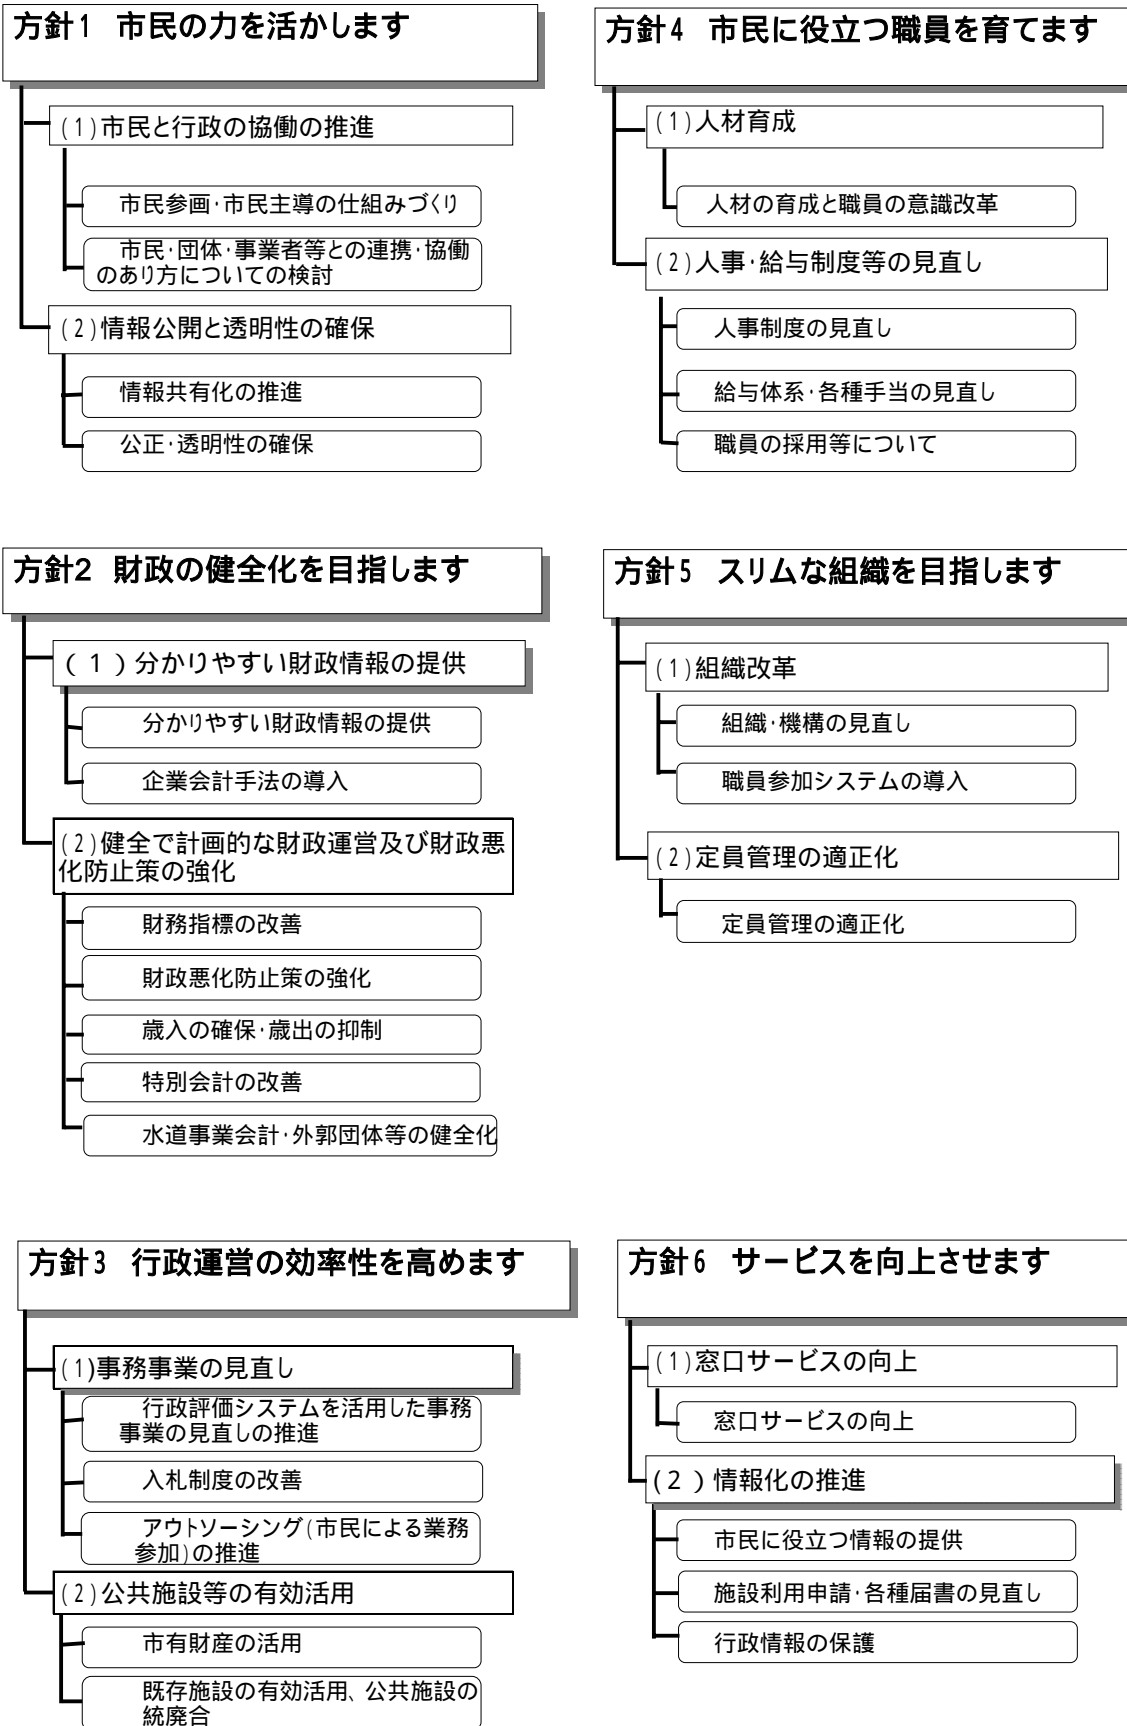 方針1 市民の力を活かします
(1)市民と行政の協働の推進
市民参画・市民主導の仕組みづくり
市民・団体・事業者等との連携・協働
のあり方についての検討
(2)情報公開と透明性の確保
情報共有化の推進
公正・透明性の確保
方針2 財政の健全化を目指します
(1)分かりやすい財政情報の提供
分かりやすい財政情報の提供
企業会計手法の導入
(2)健全で計画的な財政運営及び財政悪
化防止策の強化
財務指標の改善
財政悪化防止策の強化
歳入の確保・歳出の抑制
特別会計の改善
水道事業会計・外郭団体等の健全化
方針3 行政運営の効率性を高めます
(1)事務事業の見直し
行政評価システムを活用した事務
事業の見直しの推進
入札制度の改善
アウトソーシング(市民による業務
参加)の推進
(2)公共施設等の有効活用
市有財産の活用
既存施設の有効活用、公共施設の
統廃合
方針4 市民に役立つ職員を育てます
(1)人材育成
人材の育成と職員の意識改革
(2)人事・給与制度等の見直し
人事制度の見直し
給与体系・各種手当の見直し
職員の採用等について
方針5 スリムな組織を目指します
(1)組織改革
組織・機構の見直し
職員参加システムの導入
(2)定員管理の適正化
定員管理の適正化
方針6 サービスを向上させます
(1)窓口サービスの向上
窓口サービスの向上
(2)情報化の推進
市民に役立つ情報の提供
施設利用申請・各種届書の見直し
行政情報の保護